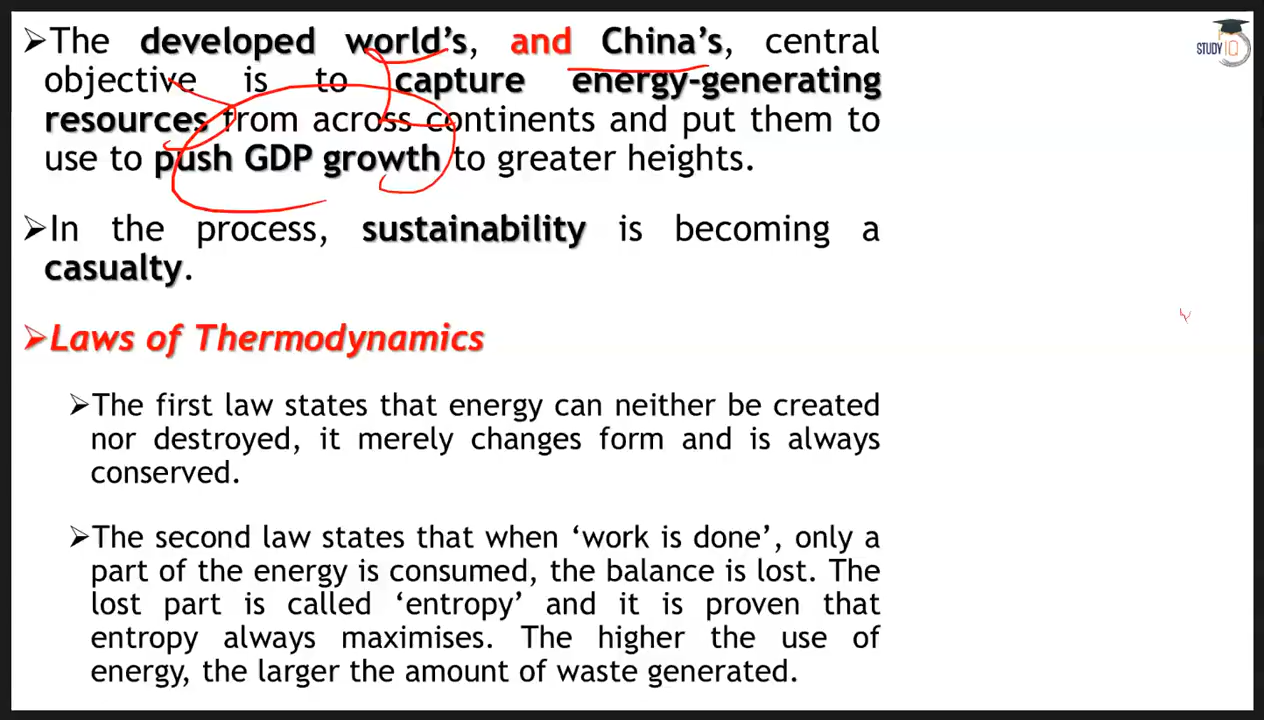 ➢The developed world's, and China's, central
objective is to capture energy-generating
resources from across continents and put them to
use to push GDP growth to greater heights.
➢In the process, sustainability is becoming a
casualty.
➢Laws of Thermodynamics
➢The first law states that energy can neither be created
nor destroyed, it merely changes form and is always
conserved.
➢The second law states that when ‘work is done’, only a
part of the energy is consumed, the balance is lost. The
lost part is called ‘entropy’ and it is proven that
entropy always maximises. The higher the use of
energy, the larger the amount of waste generated.
STUDY IQ